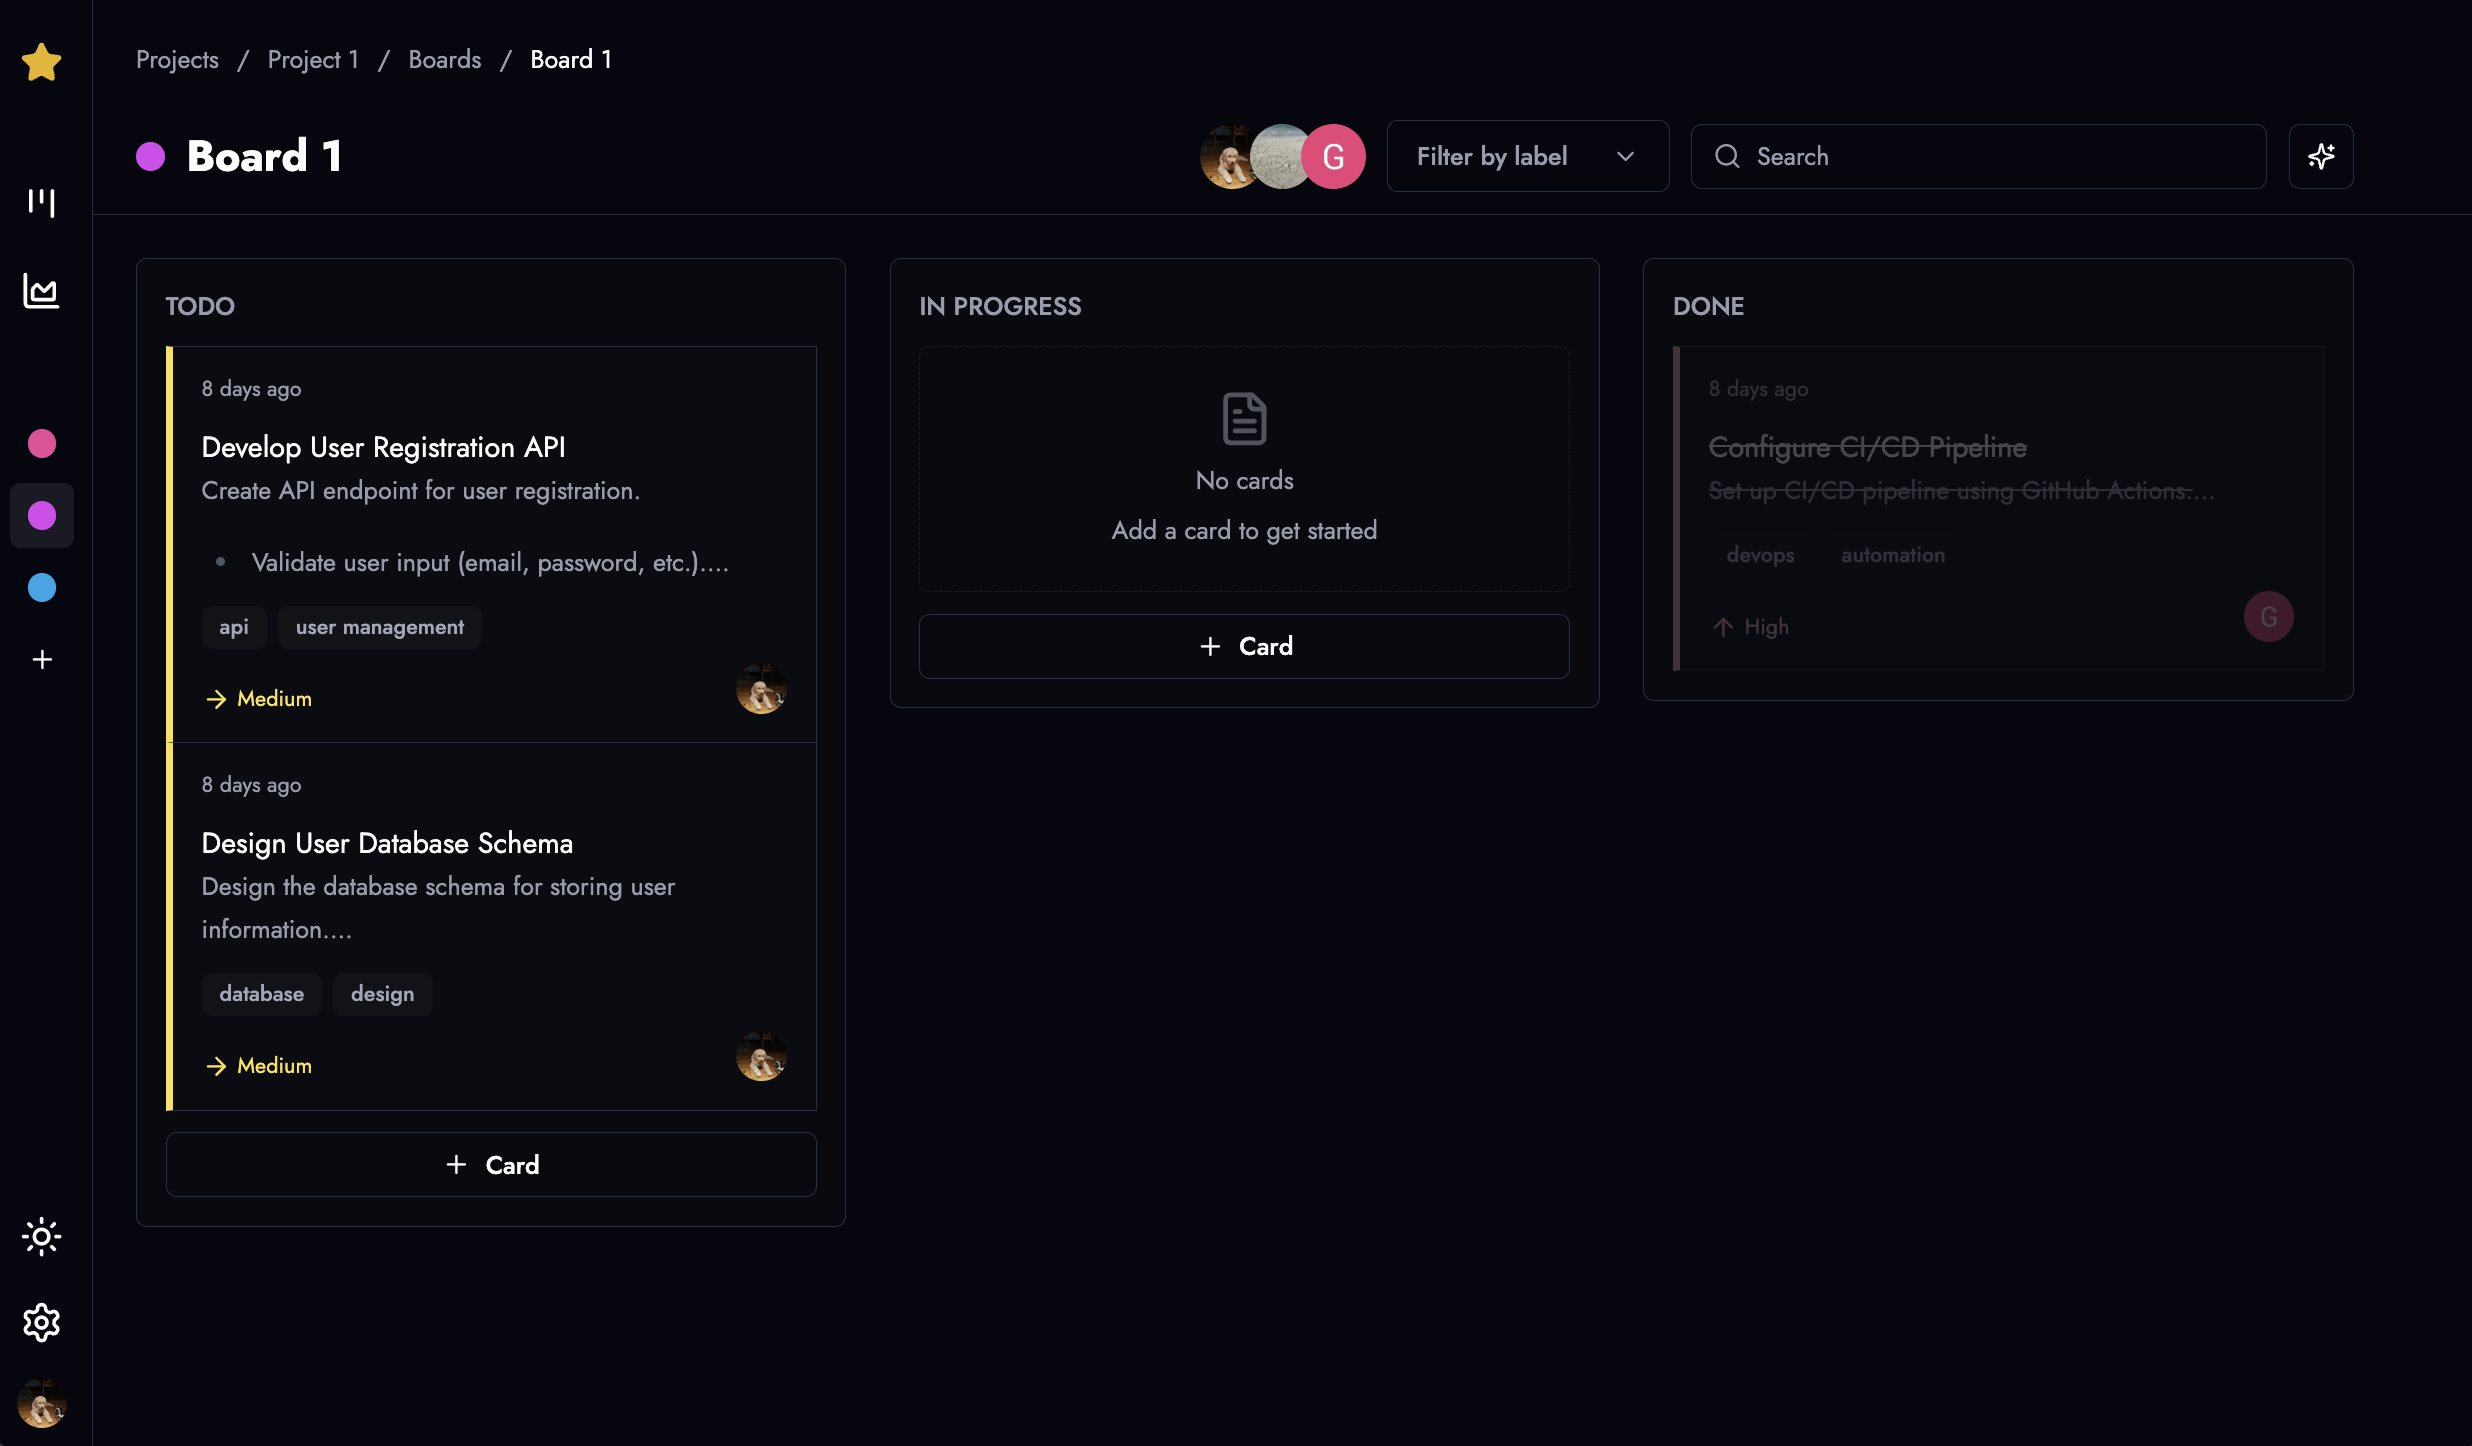 Projects / Project 1 / Boards / Board 1
Board 1
G
Filter by label
Search
TODO
8 days ago
Develop User Registration API
Create API endpoint for user registration.
• Validate user input (email, password, etc.)....
api user management
Medium
8 days ago
Design User Database Schema
Design the database schema for storing user
information....
database design
Medium
+ Card
IN PROGRESS
No cards
Add a card to get started
+ Card
DONE
8 days ago
Configure CI/CD Pipeline
Set up CI/CD pipeline using GitHub Actions....
devops automation
High
G